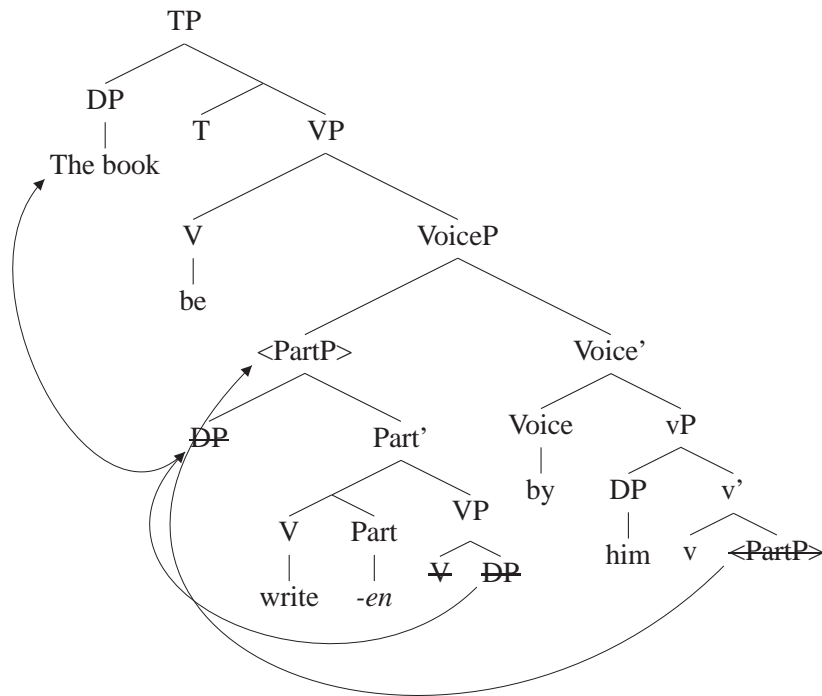 TP
DP
T VP
The book
V VoiceP
be
<PartP> Voice’
DP Part’ Voice vP
by DP v’
V Part VP
him v <PartP>
write -en V DP